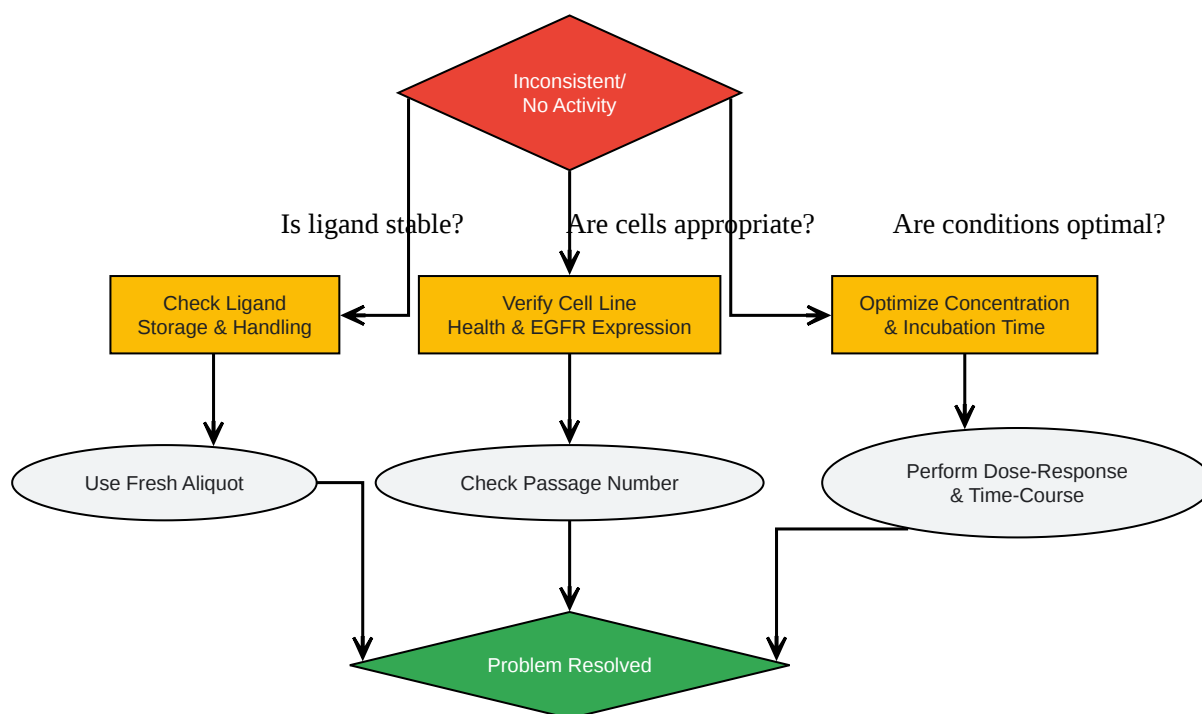 Inconsistent/
No Activity
Is ligand stable?
Are cells appropriate?
Are conditions optimal?
Check Ligand
Storage & Handling
Verify Cell Line
Health & EGFR Expression
Optimize Concentration
& Incubation Time
Use Fresh Aliquot
Check Passage Number
Perform Dose-Response
& Time-Course
Problem Resolved